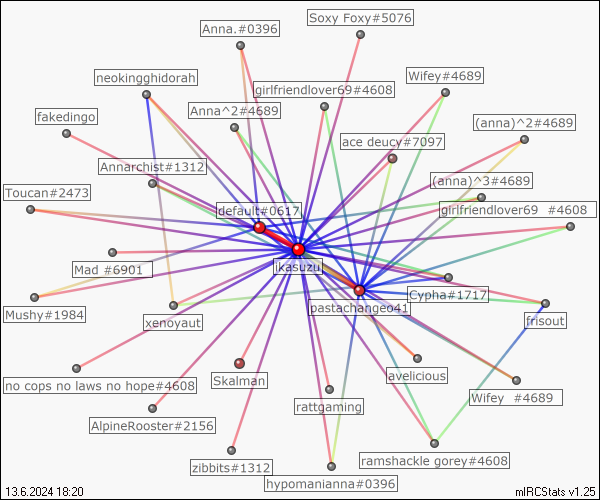 Soxy Foxy#5076
Anna.#0396
neokingghidorah
Wifey#4689
girlfriendlover69#4608
Anna^2#4689
fakedingo
(anna)^2#4689
ace deucy#7097
Annarchist#1312
(anna)^3#4689
Toucan#2473
default#0617
girlfriendlover69 #4608
Mad #6901
ikasuzu
Cypha#1717
pastachangeo41
Mushy#1984
xenoyaut
frisout
avelicious
no cops no laws no hope#4608
Skalman
Wifey #4689
rattgaming
AlpineRooster#2156
ramshackle gorey#4608
zibbits#1312
hypomanianna#0396
13.6.2024 18:20
mIRCStats v1.25